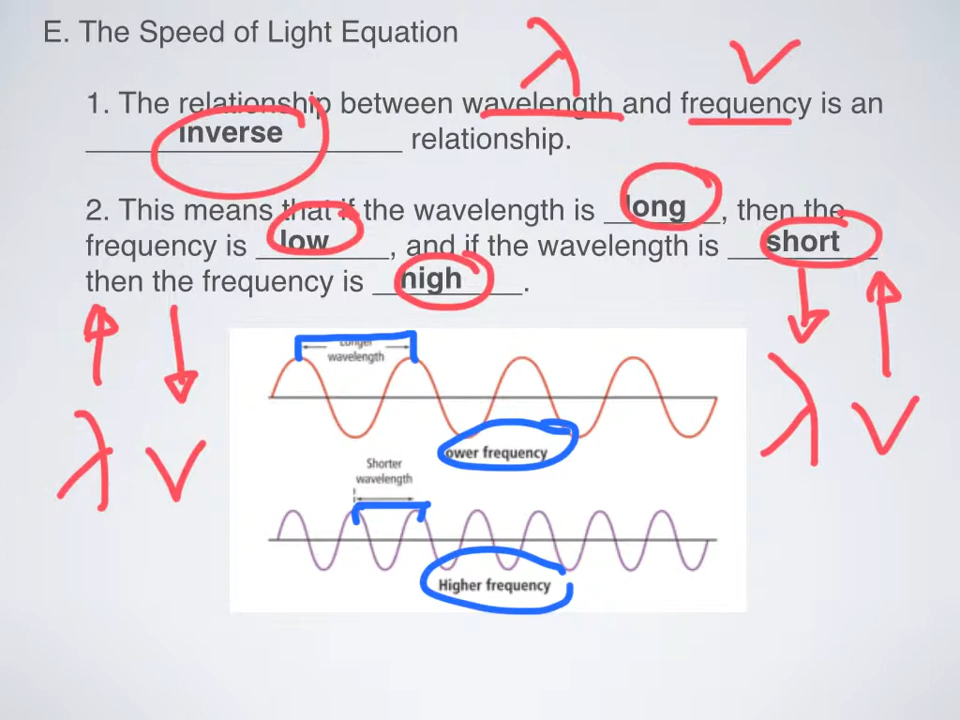 E. The Speed of Light Equation
λ ν
1. The relationship between wavelength and frequency is an
inverse relationship.
2. This means that if the wavelength is long, then the
frequency is low, and if the wavelength is short
then the frequency is high.
Longer
wavelength
λ ν
λ ν
Lower frequency
Shorter
wavelength
Higher frequency